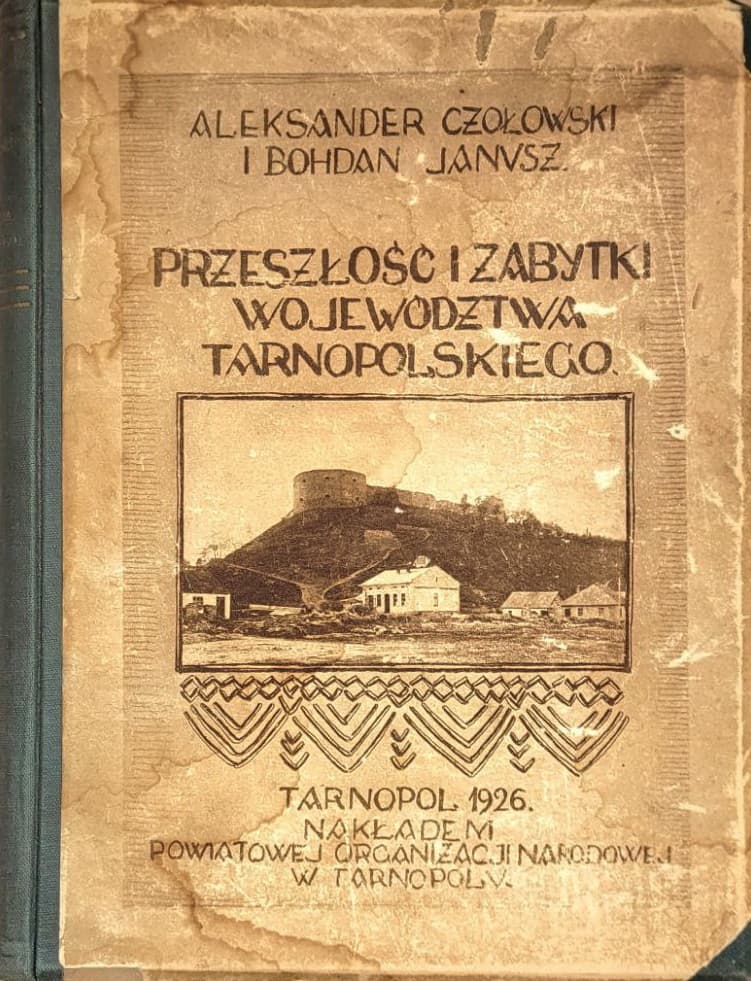 ALEKSANDER CZOŁOWSKI
I BOHDAN JANVSZ.
PRZESZŁOŚĆ I ZABYTKI
WOJEWÓDZTWA
TARNOPOLSKIEGO.
TARNOPOL 1926.
NAKŁADEM
POWIATOWEJ ORGANIZACJI NARODOWEJ
W TARNOPOLV.